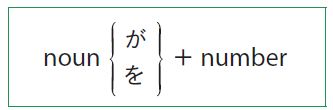 が
noun { } + number
を